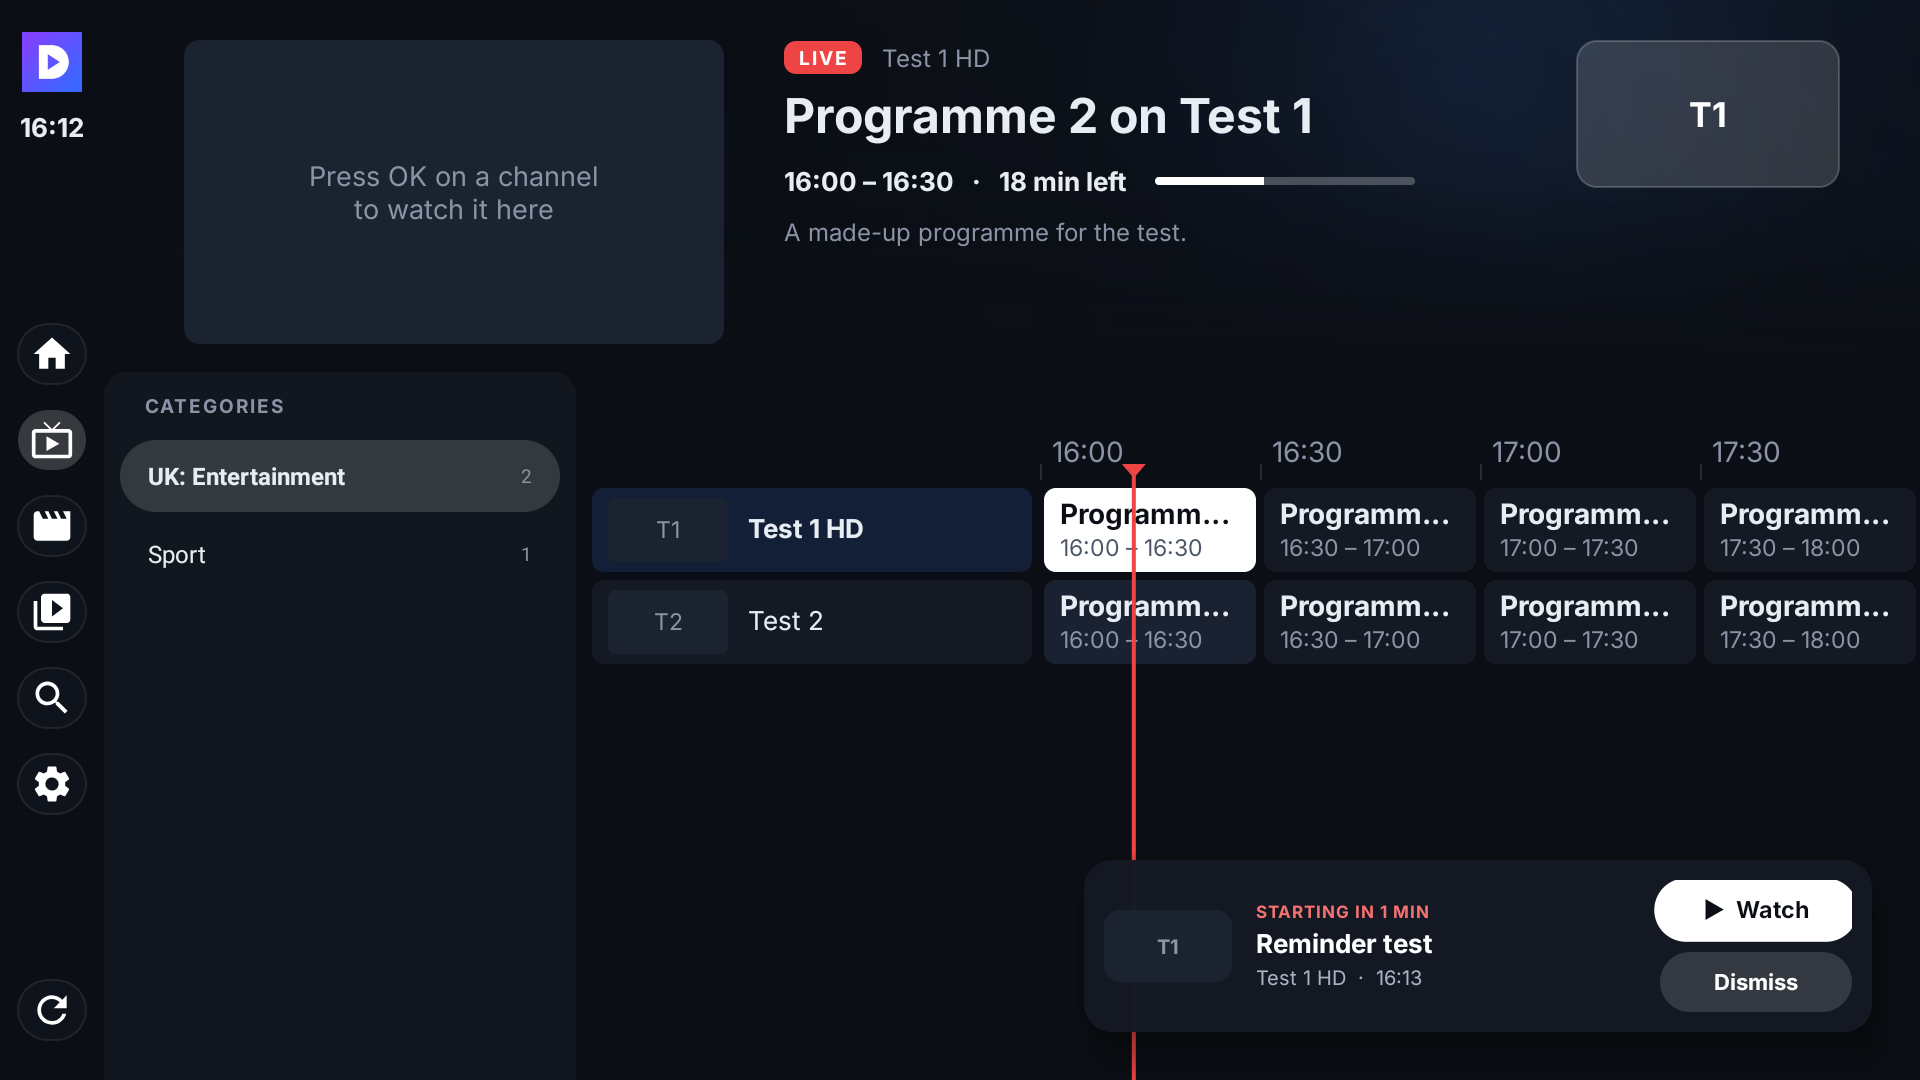 16:12
Press OK on a channel
to watch it here
LIVE Test 1 HD
Programme 2 on Test 1
16:00 – 16:30 · 18 min left
A made-up programme for the test.
T1
CATEGORIES
UK: Entertainment 2
Sport 1
16:00 16:30 17:00 17:30
T1 Test 1 HD Programm... Programm... Programm... Programm...
16:00 – 16:30 16:30 – 17:00 17:00 – 17:30 17:30 – 18:00
T2 Test 2 Programm... Programm... Programm... Programm...
16:00 – 16:30 16:30 – 17:00 17:00 – 17:30 17:30 – 18:00
T1
STARTING IN 1 MIN
Reminder test
Test 1 HD · 16:13
Watch
Dismiss